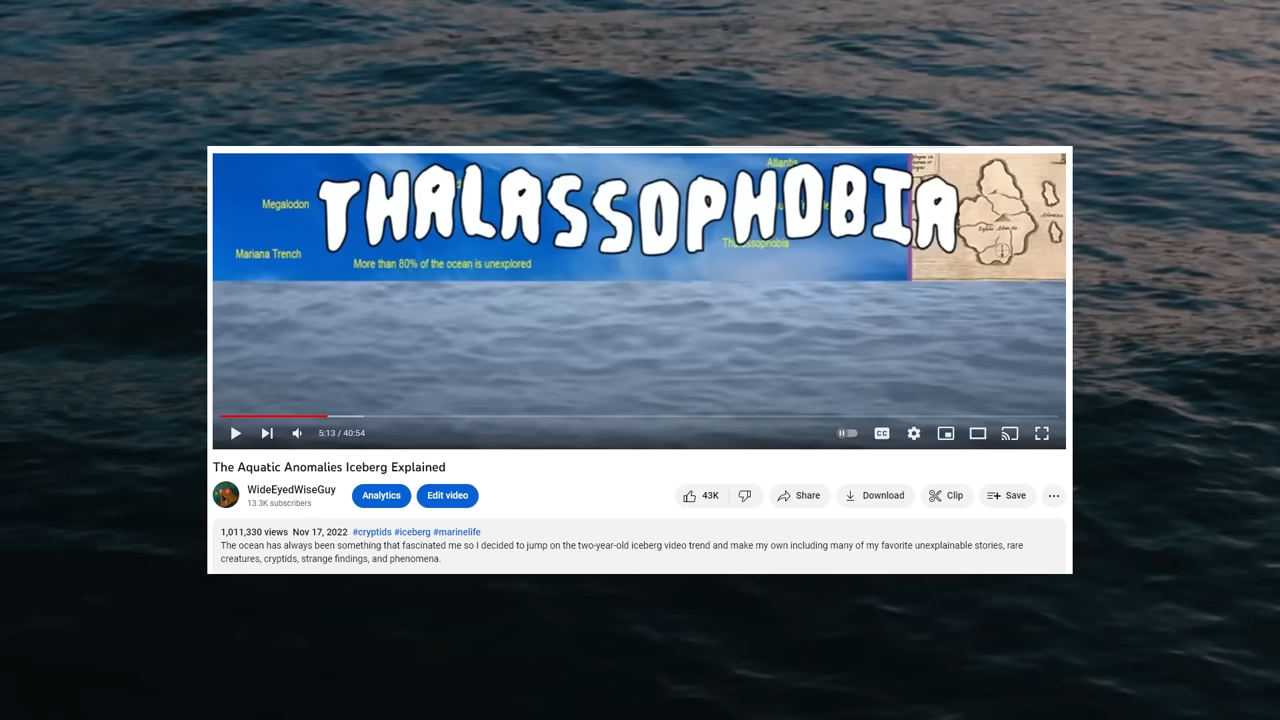 Atlantis
THALASSOPHOBIA
Megalodon
Thalassophobia
Mariana Trench
More than 80% of the ocean is unexplored
5:13 / 40:54
CC
The Aquatic Anomalies Iceberg Explained
WideEyedWiseGuy
13.3K subscribers
Analytics
Edit video
43K
Share
Download
Clip
Save
1,011,330 views Nov 17, 2022 #cryptids #iceberg #marinelife
The ocean has always been something that fascinated me so I decided to jump on the two-year-old iceberg video trend and make my own including many of my favorite unexplainable stories, rare
creatures, cryptids, strange findings, and phenomena.